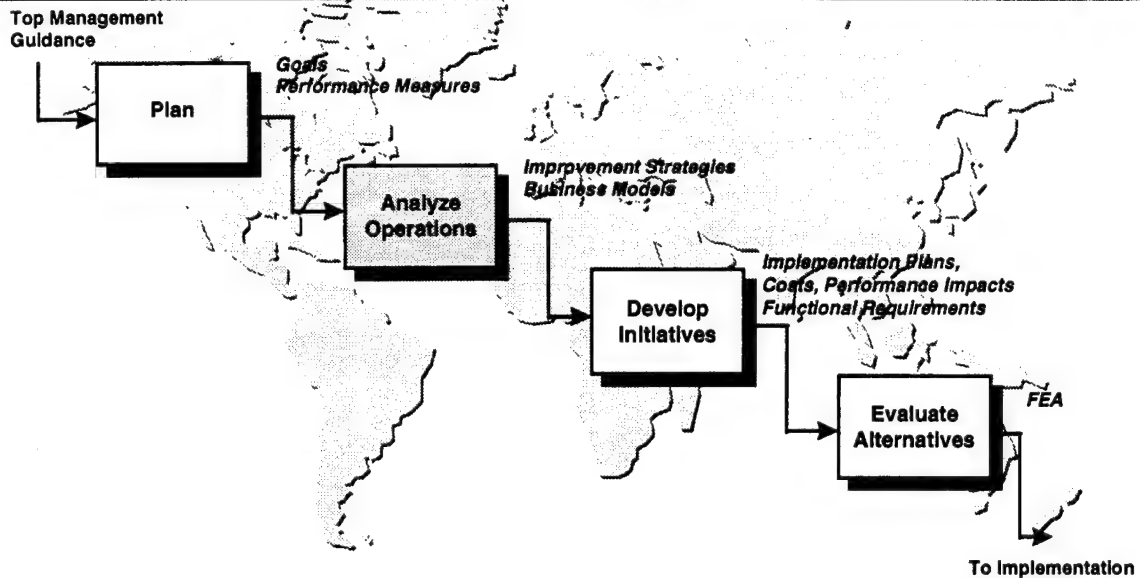 Top Management
Guidance
Goals
Performance Measures
Plan
Improvement Strategies
Business Models
Analyze
Operations
Implementation Plans,
Costs, Performance Impacts
Functional Requirements
Develop
Initiatives
FEA
Evaluate
Alternatives
To Implementation